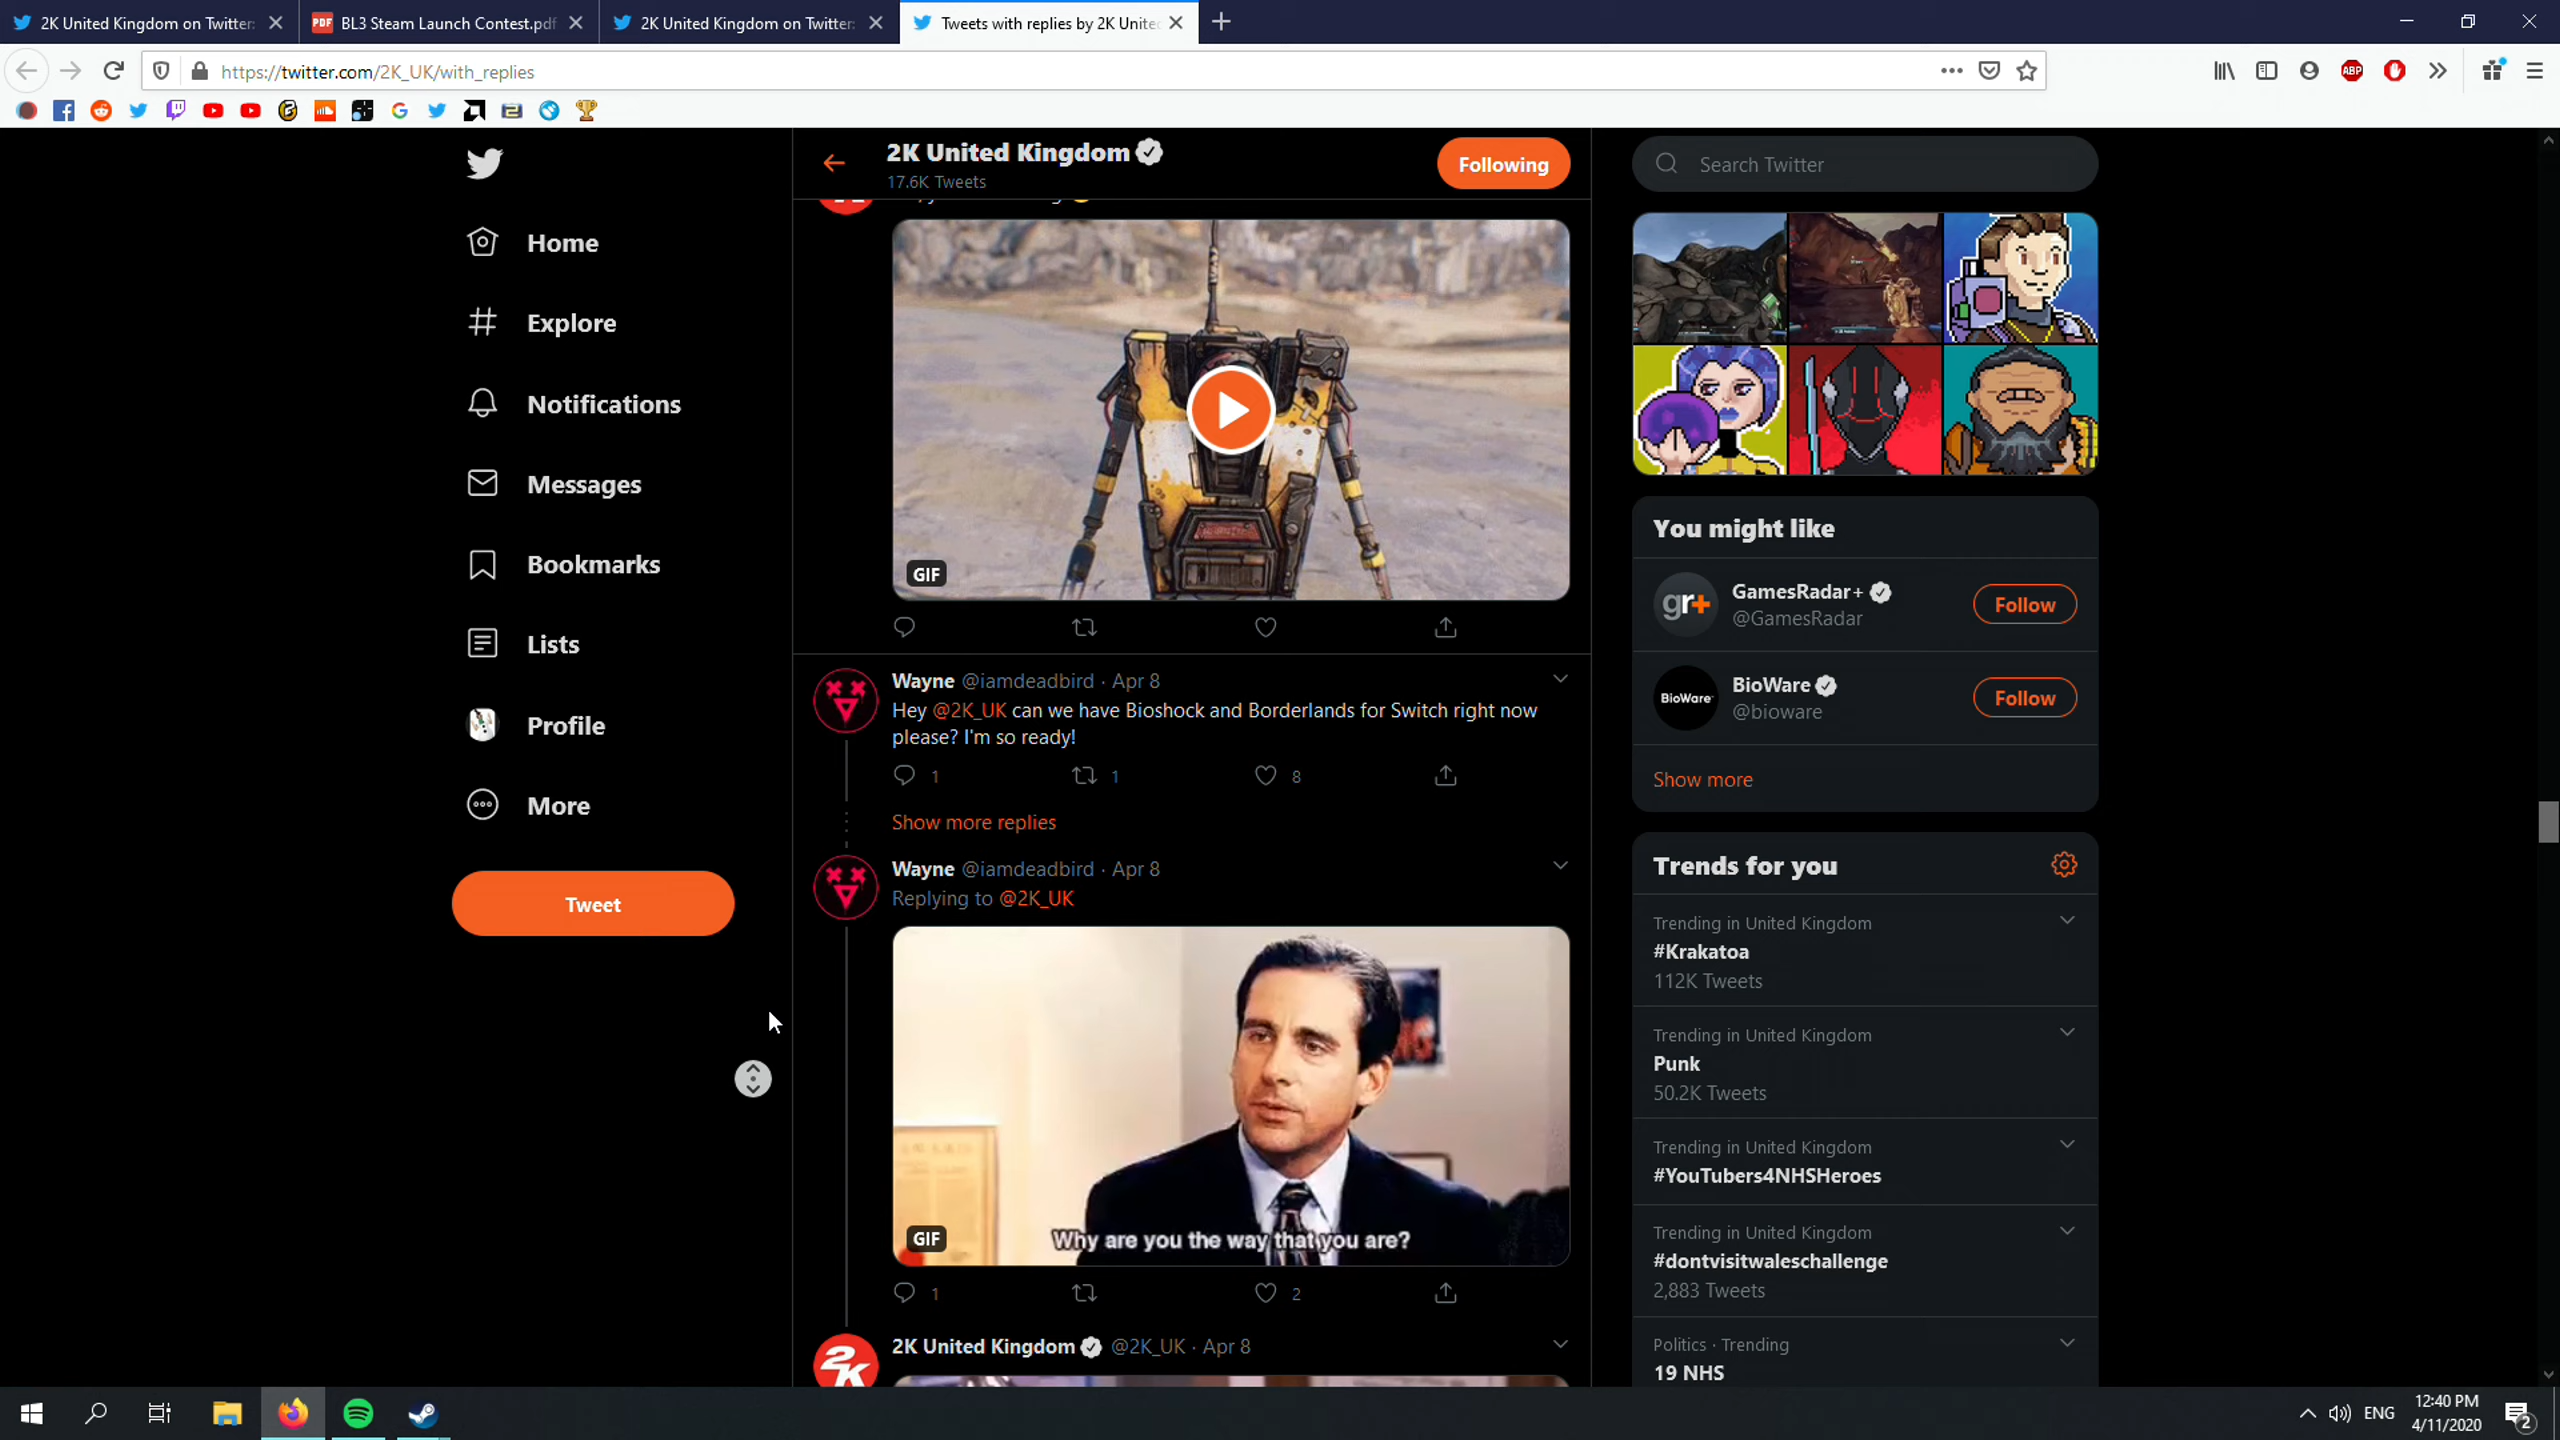 2K United Kingdom on Twitter:
BL3 Steam Launch Contest.pdf
2K United Kingdom on Twitter:
Tweets with replies by 2K Unite
https://twitter.com/2K_UK/with_replies
ABP
Home
Explore
Notifications
Messages
Bookmarks
Lists
Profile
More
Tweet
2K United Kingdom
17.6K Tweets
Following
GIF
Wayne @iamdeadbird · Apr 8
Hey @2K_UK can we have Bioshock and Borderlands for Switch right now
please? I'm so ready!
1 1 8
Show more replies
Wayne @iamdeadbird · Apr 8
Replying to @2K_UK
Why are you the way that you are?
GIF
1 2
2K United Kingdom @2K_UK · Apr 8
2K
Search Twitter
You might like
gr+
GamesRadar+
@GamesRadar
Follow
BioWare
BioWare
@bioware
Follow
Show more
Trends for you
Trending in United Kingdom
#Krakatoa
112K Tweets
Trending in United Kingdom
Punk
50.2K Tweets
Trending in United Kingdom
#YouTubers4NHSHeroes
Trending in United Kingdom
#dontvisitwaleschallenge
2,883 Tweets
Politics · Trending
19 NHS
ENG
12:40 PM
4/11/2020
2